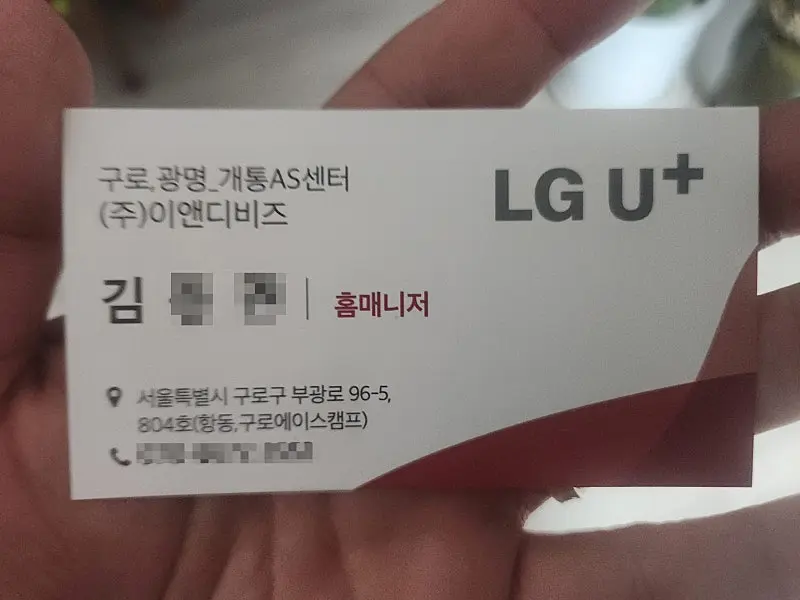 구로,광명_개통AS센터
(주)이앤디비즈
LG U+
김
홈매니저
서울특별시 구로구 부광로 96-5,
804호(항동,구로에이스캠프)